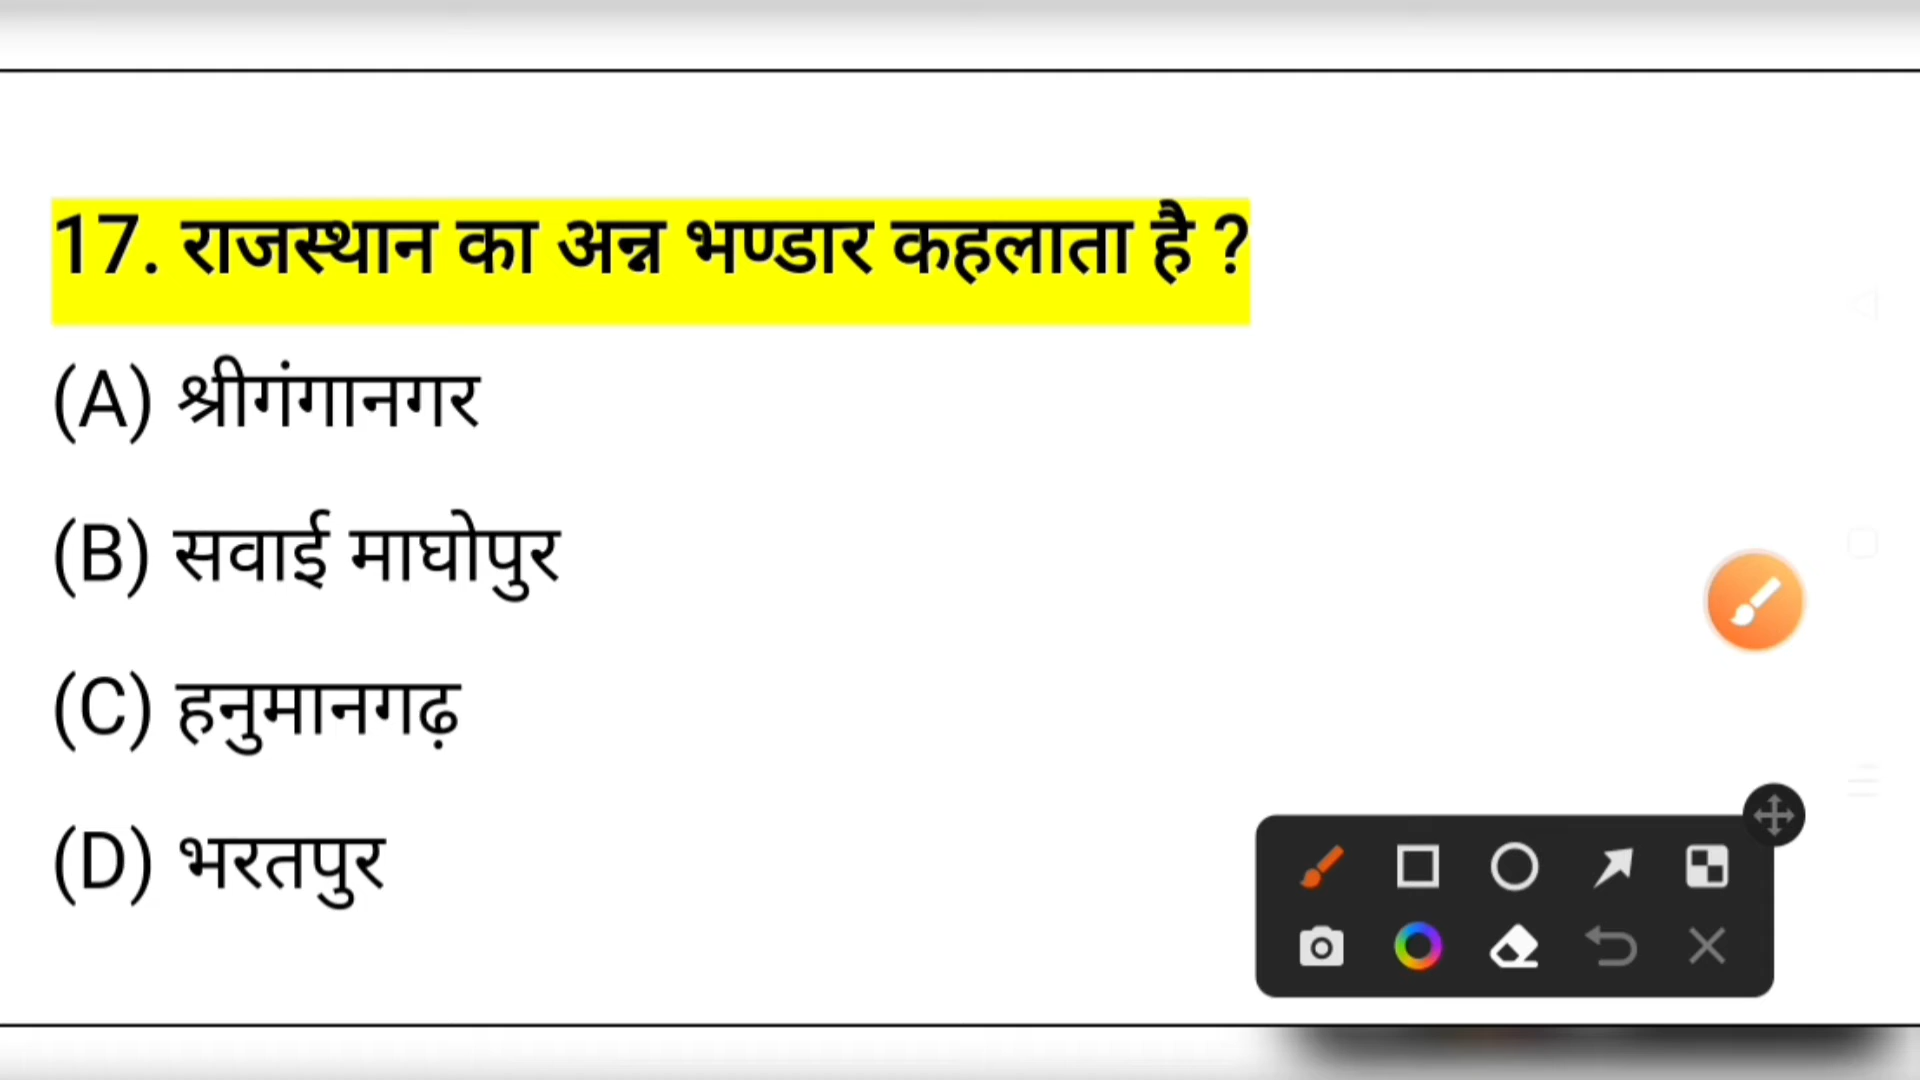 17. राजस्थान का अन्न भण्डार कहलाता है ?
(A) श्रीगंगानगर
(B) सवाई माघोपुर
(C) हनुमानगढ़
(D) भरतपुर